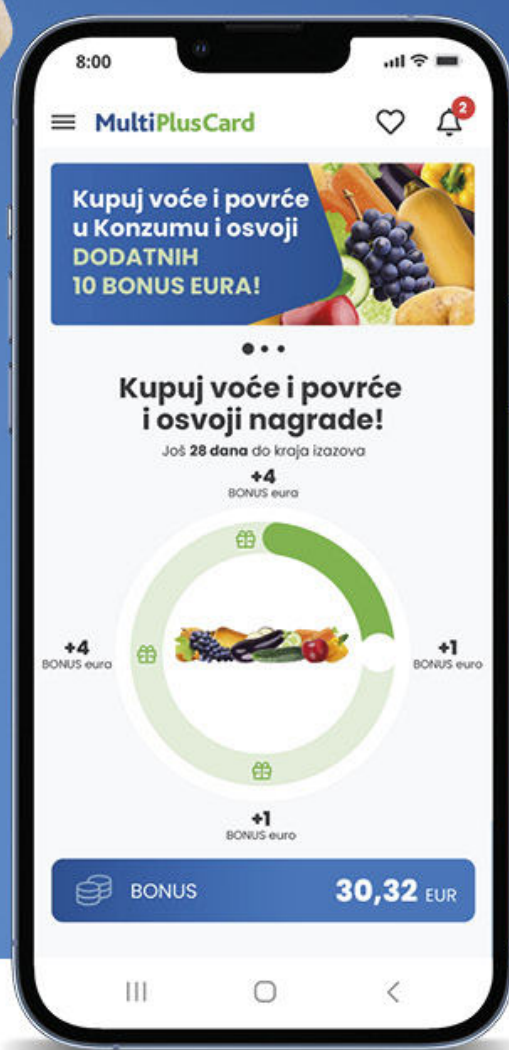 8:00
MultiPlusCard
2
Kupuj voće i povrće
u Konzumu i osvoji
DODATNIH
10 BONUS EURA!
Kupuj voće i povrće
i osvoji nagrade!
Još 28 dana do kraja izazova
+4
BONUS eura
+4
BONUS eura
+1
BONUS euro
+1
BONUS euro
BONUS 30,32 EUR